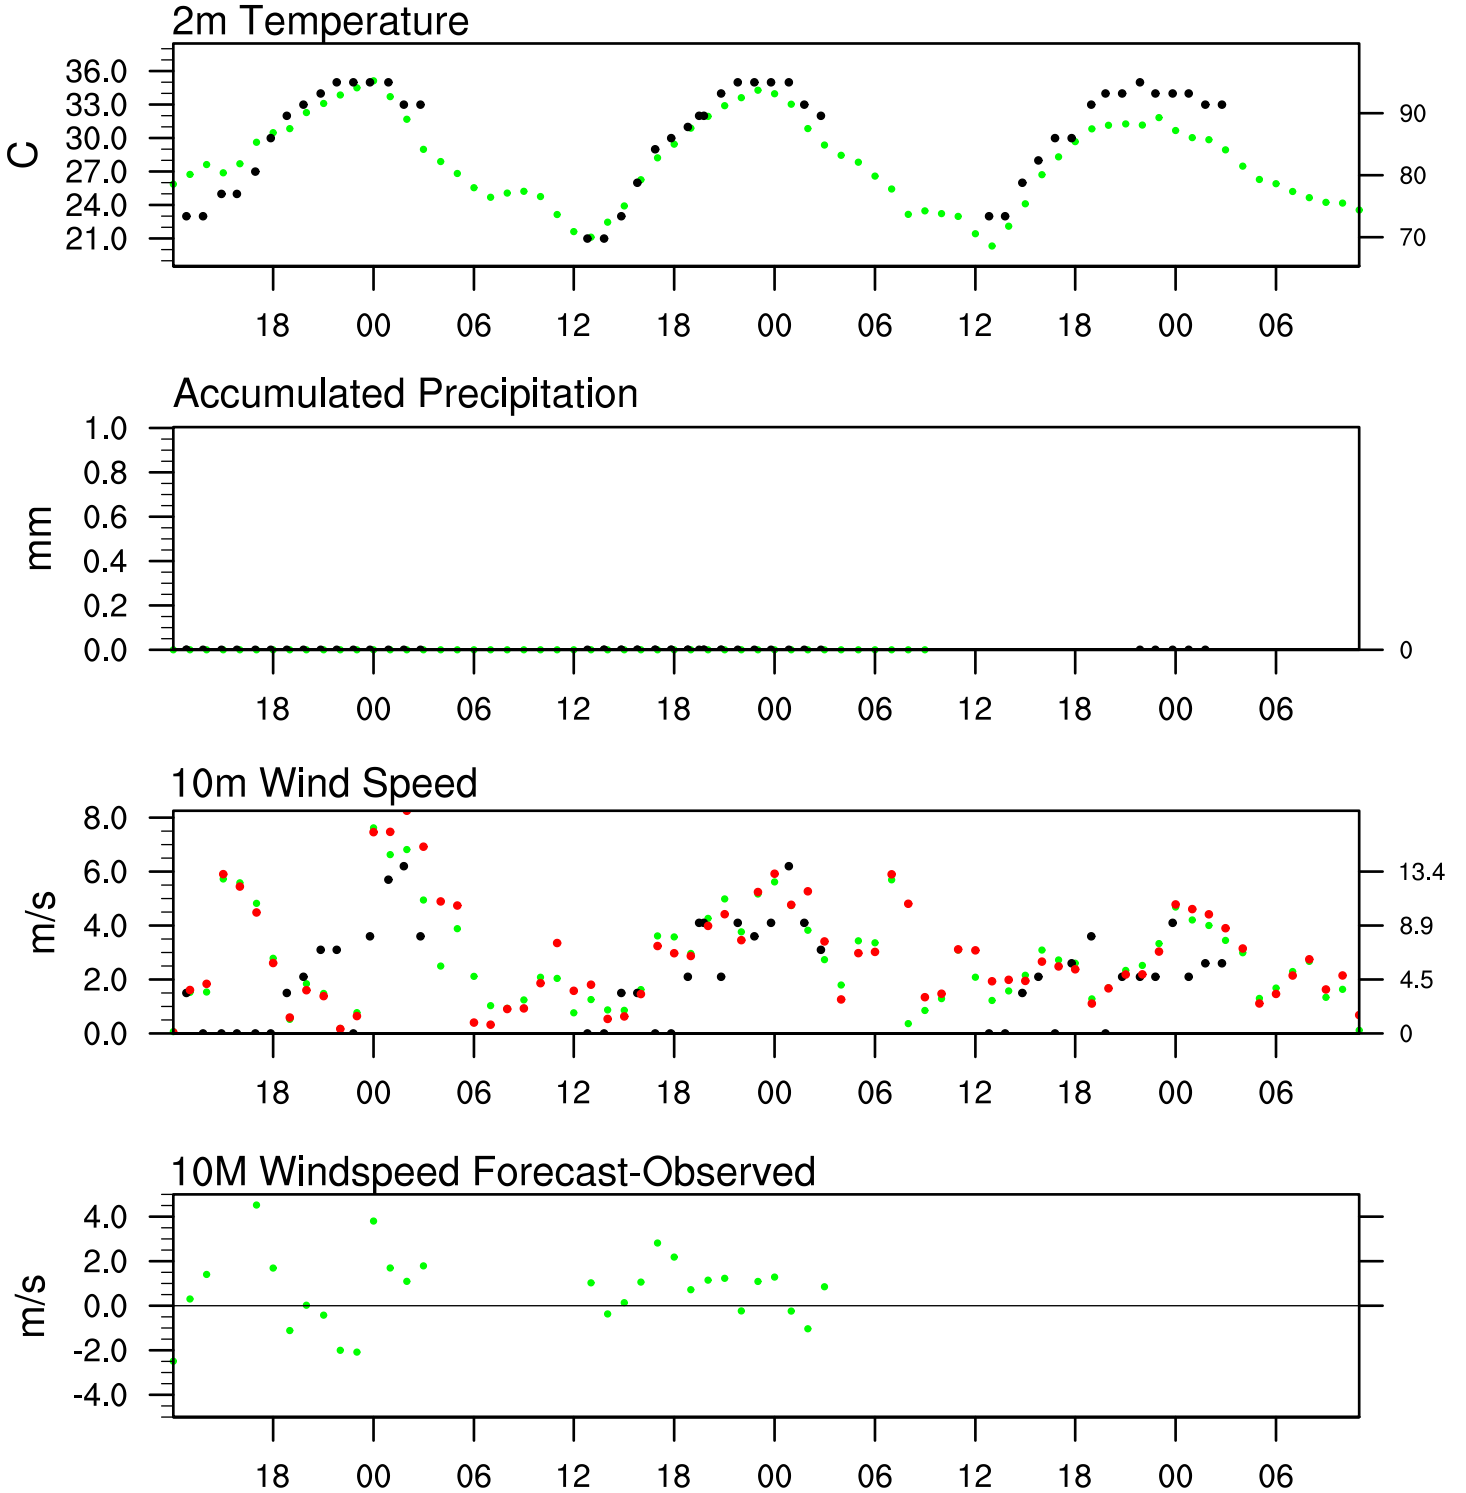 2m Temperature
36.0
33.0
90
30.0
C
27.0
80
24.0
21.0
70
18 00 06 12 18 00 06 12 18 00 06
Accumulated Precipitation
1.0
0.8
0.6
mm
0.4
0.2
0.0
0
18 00 06 12 18 00 06 12 18 00 06
10m Wind Speed
8.0
6.0
13.4
m/s
4.0
8.9
2.0
4.5
0.0
0
18 00 06 12 18 00 06 12 18 00 06
10M Windspeed Forecast-Observed
4.0
2.0
m/s
0.0
-2.0
-4.0
18 00 06 12 18 00 06 12 18 00 06